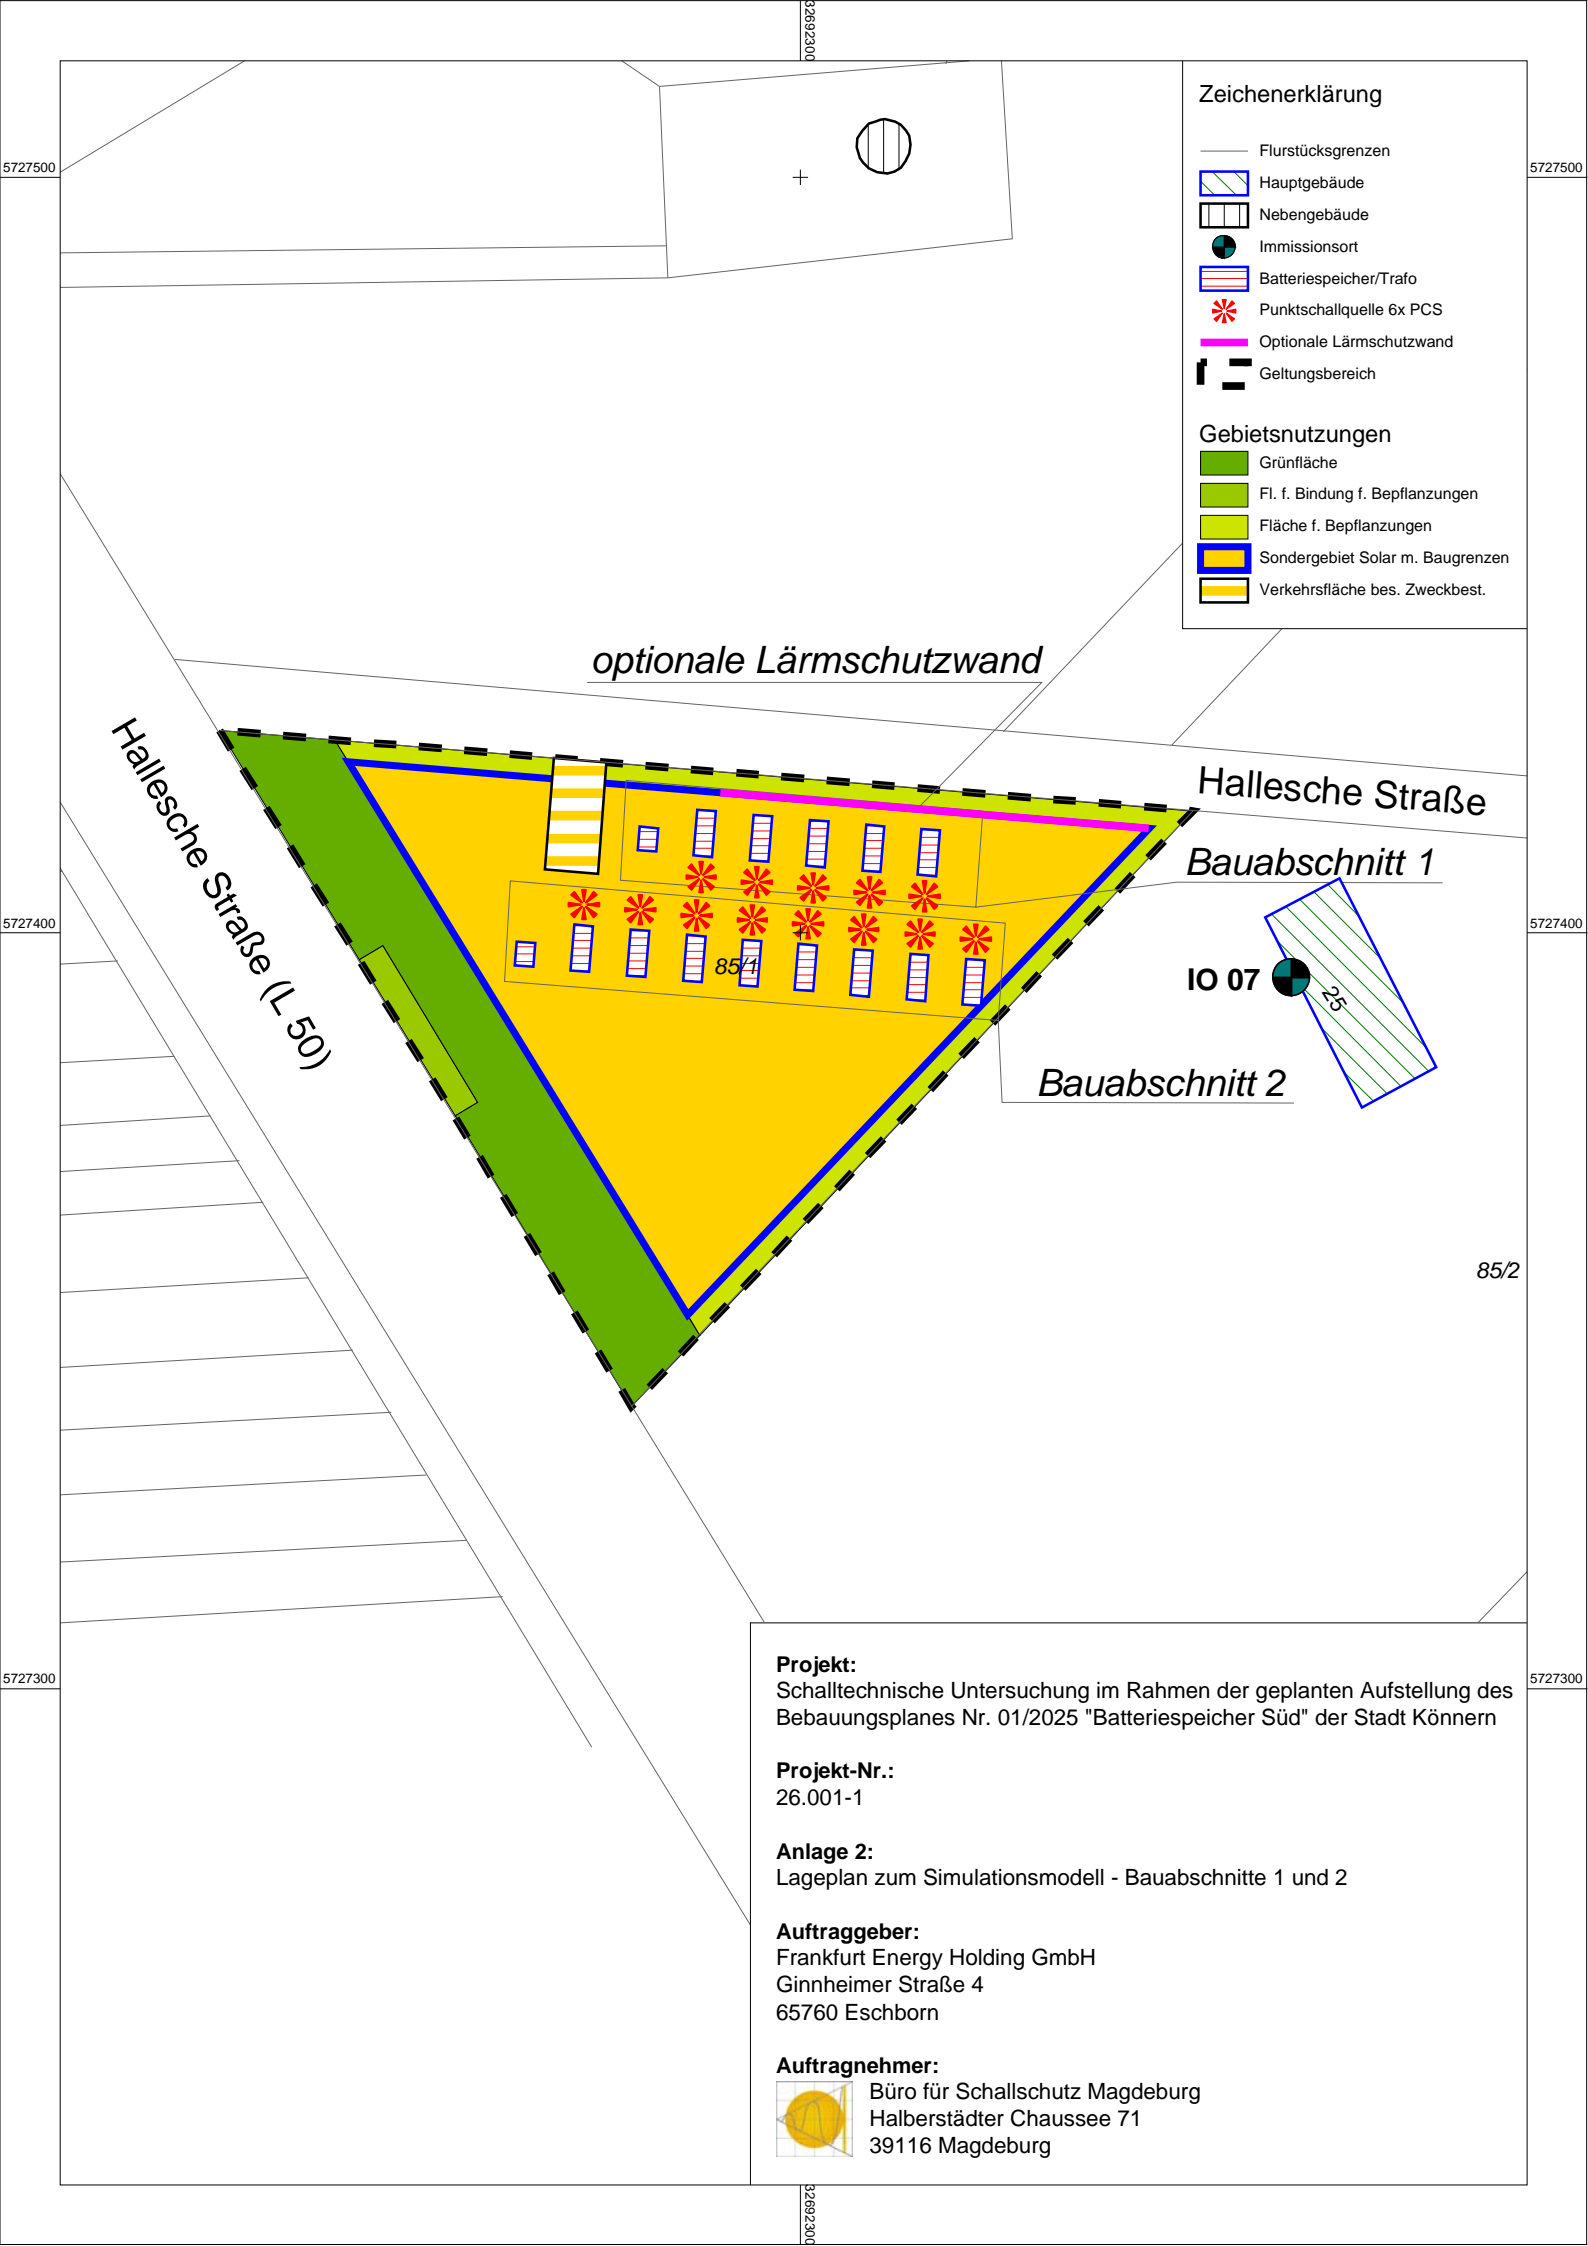 32692300
5727500
5727500
Zeichenerklärung
Flurstücksgrenzen
Hauptgebäude
Nebengebäude
Immissionsort
Batteriespeicher/Trafo
Punktschallquelle 6x PCS
Optionale Lärmschutzwand
Geltungsbereich
Gebietsnutzungen
Grünfläche
Fl. f. Bindung f. Bepflanzungen
Fläche f. Bepflanzungen
Sondergebiet Solar m. Baugrenzen
Verkehrsfläche bes. Zweckbest.
optionale Lärmschutzwand
Hallesche Straße (L 50)
Hallesche Straße
Bauabschnitt 1
5727400
5727400
85/1
IO 07
25
Bauabschnitt 2
85/2
5727300
5727300
Projekt:
Schalltechnische Untersuchung im Rahmen der geplanten Aufstellung des
Bebauungsplanes Nr. 01/2025 "Batteriespeicher Süd" der Stadt Könnern
Projekt-Nr.:
26.001-1
Anlage 2:
Lageplan zum Simulationsmodell - Bauabschnitte 1 und 2
Auftraggeber:
Frankfurt Energy Holding GmbH
Ginnheimer Straße 4
65760 Eschborn
Auftragnehmer:
Büro für Schallschutz Magdeburg
Halberstädter Chaussee 71
39116 Magdeburg
32692300